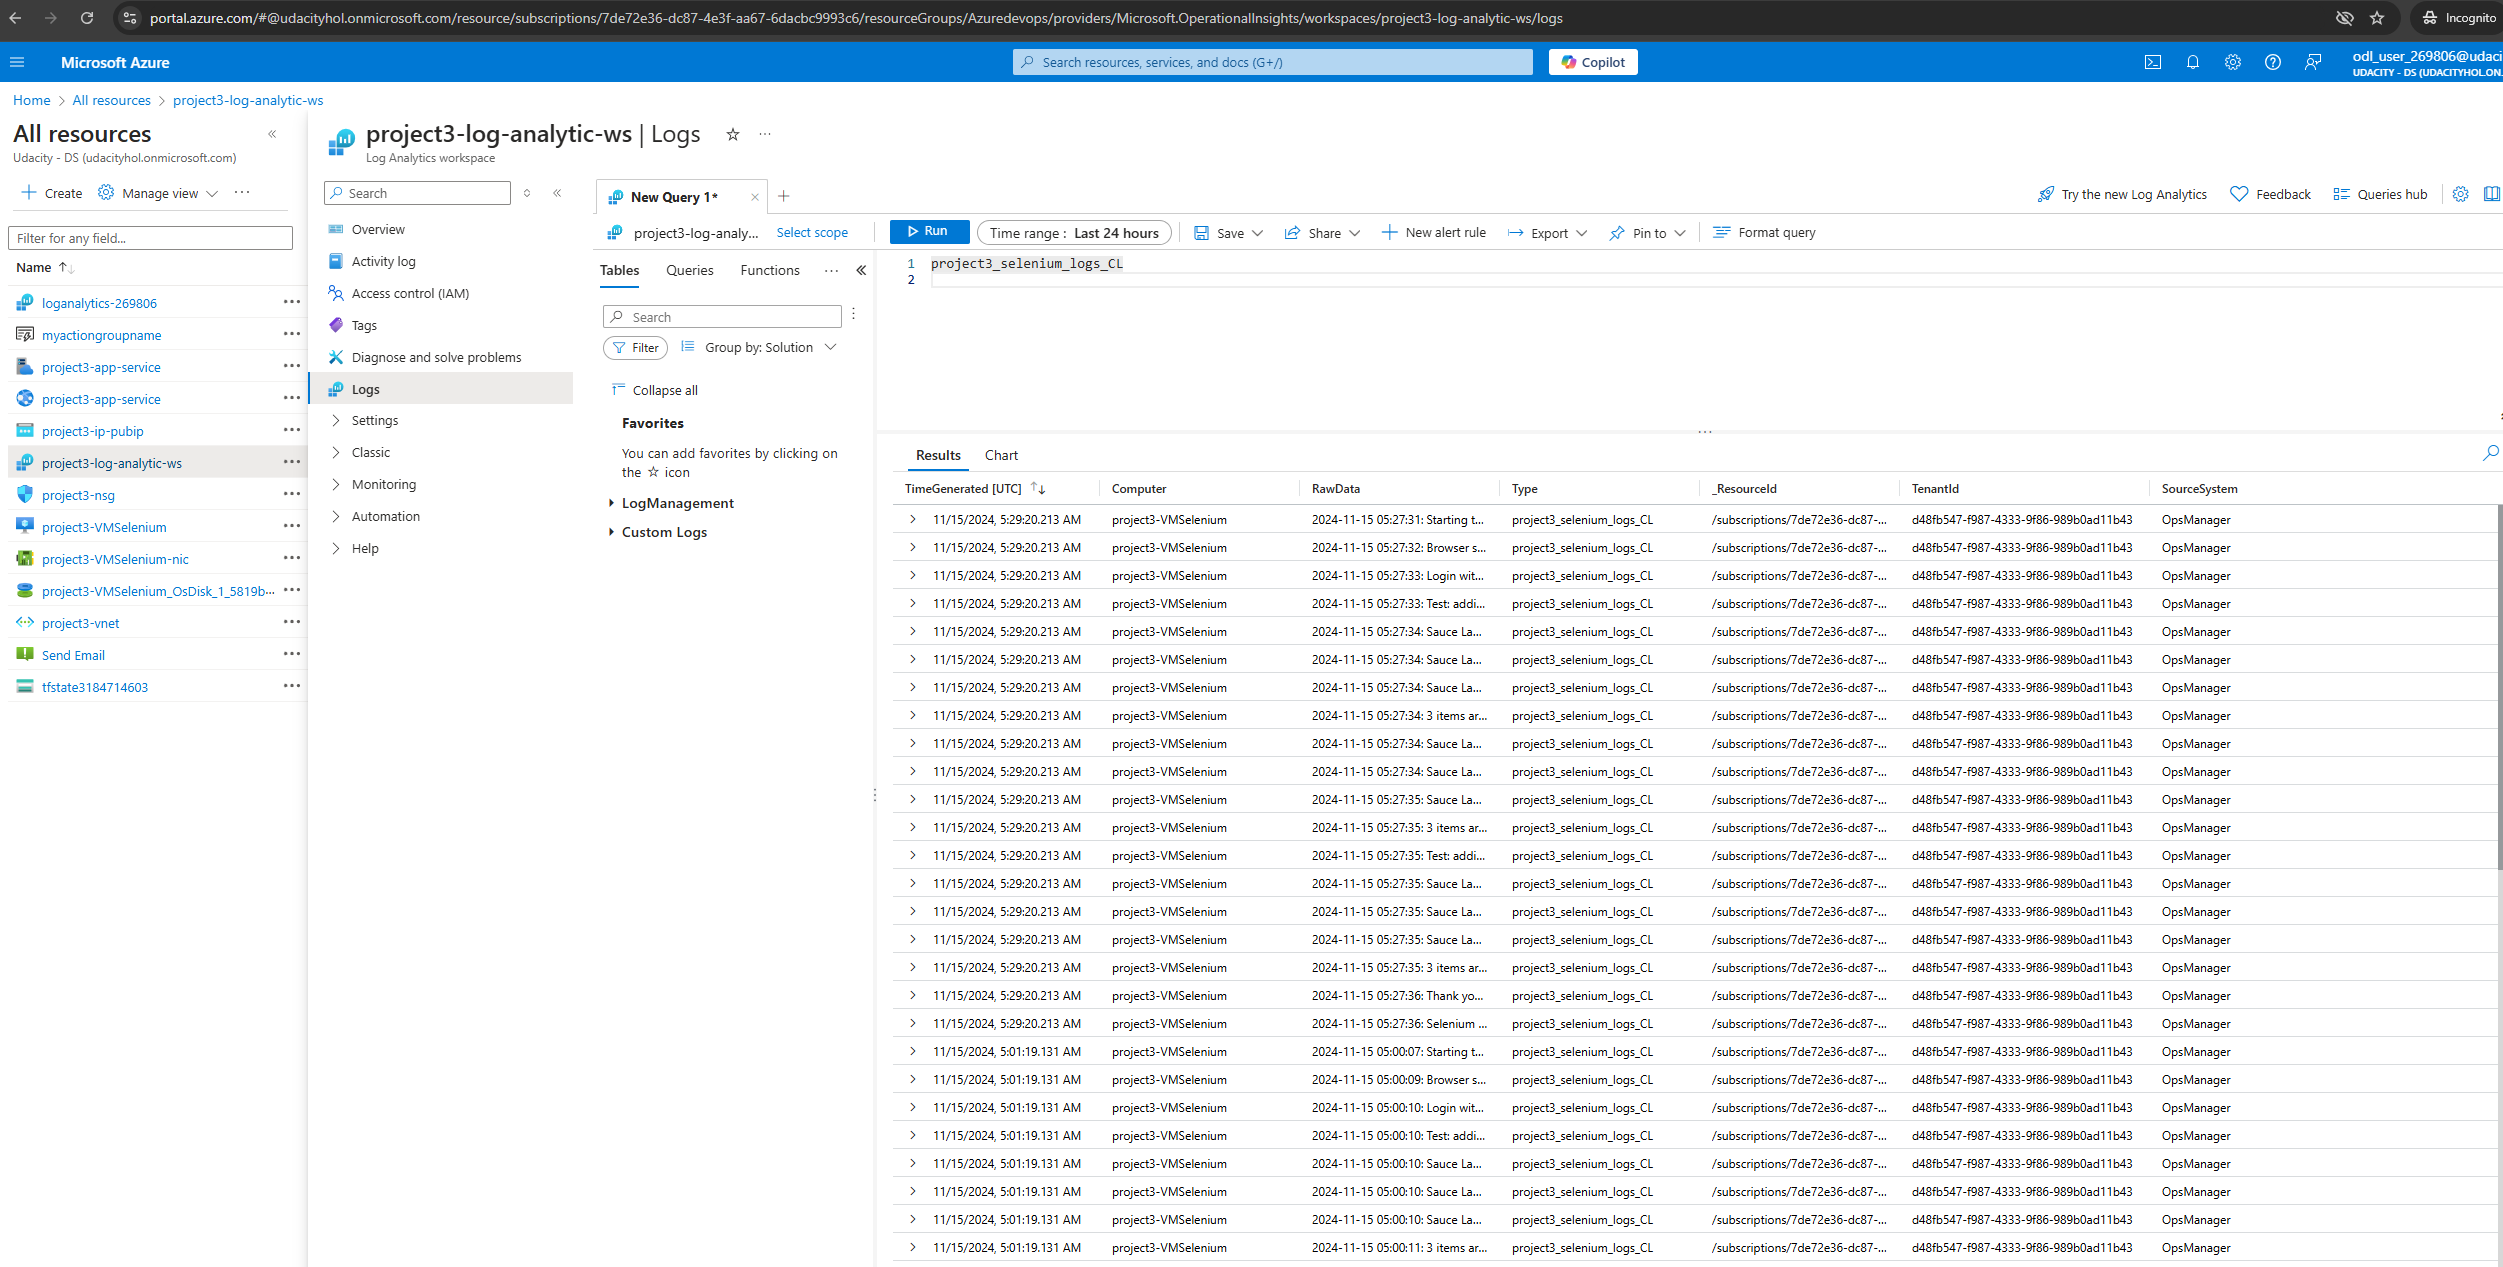 portal.azure.com/#@udacityhol.onmicrosoft.com/resource/subscriptions/7de72e36-dc87-4e3f-aa67-6dacbc9993c6/resourceGroups/Azuredevops/providers/Microsoft.OperationalInsights/workspaces/project3-log-analytic-ws/logs
Incognito
Microsoft Azure
Search resources, services, and docs (G+/)
Copilot
odl_user_269806@udaci
UDACITY - DS (UDACITYHOL.ON.
Home > All resources > project3-log-analytic-ws
All resources
Udacity - DS (udacityhol.onmicrosoft.com)
Create
Manage view
Filter for any field...
Name
loganalytics-269806
myactiongroupname
project3-app-service
project3-app-service
project3-ip-pubip
project3-log-analytic-ws
project3-nsg
project3-VMSelenium
project3-VMSelenium-nic
project3-VMSelenium_OsDisk_1_5819b...
project3-vnet
Send Email
tfstate3184714603
project3-log-analytic-ws | Logs
Log Analytics workspace
Search
Overview
Activity log
Access control (IAM)
Tags
Diagnose and solve problems
Logs
Settings
Classic
Monitoring
Automation
Help
New Query 1*
Try the new Log Analytics
Feedback
Queries hub
project3-log-analy...
Select scope
Run
Time range : Last 24 hours
Save
Share
New alert rule
Export
Pin to
Format query
Tables
Queries
Functions
Search
Filter
Group by: Solution
Collapse all
Favorites
You can add favorites by clicking on
the ☆ icon
LogManagement
Custom Logs
1 project3_selenium_logs_CL
2
Results
Chart
TimeGenerated [UTC] Computer RawData Type _ResourceId TenantId SourceSystem
11/15/2024, 5:29:20.213 AM project3-VMSelenium 2024-11-15 05:27:31: Starting t... project3_selenium_logs_CL /subscriptions/7de72e36-dc87-... d48fb547-f987-4333-9f86-989b0ad11b43 OpsManager
11/15/2024, 5:29:20.213 AM project3-VMSelenium 2024-11-15 05:27:32: Browser s... project3_selenium_logs_CL /subscriptions/7de72e36-dc87-... d48fb547-f987-4333-9f86-989b0ad11b43 OpsManager
11/15/2024, 5:29:20.213 AM project3-VMSelenium 2024-11-15 05:27:33: Login wit... project3_selenium_logs_CL /subscriptions/7de72e36-dc87-... d48fb547-f987-4333-9f86-989b0ad11b43 OpsManager
11/15/2024, 5:29:20.213 AM project3-VMSelenium 2024-11-15 05:27:33: Test: addi... project3_selenium_logs_CL /subscriptions/7de72e36-dc87-... d48fb547-f987-4333-9f86-989b0ad11b43 OpsManager
11/15/2024, 5:29:20.213 AM project3-VMSelenium 2024-11-15 05:27:34: Sauce La... project3_selenium_logs_CL /subscriptions/7de72e36-dc87-... d48fb547-f987-4333-9f86-989b0ad11b43 OpsManager
11/15/2024, 5:29:20.213 AM project3-VMSelenium 2024-11-15 05:27:34: Sauce La... project3_selenium_logs_CL /subscriptions/7de72e36-dc87-... d48fb547-f987-4333-9f86-989b0ad11b43 OpsManager
11/15/2024, 5:29:20.213 AM project3-VMSelenium 2024-11-15 05:27:34: Sauce La... project3_selenium_logs_CL /subscriptions/7de72e36-dc87-... d48fb547-f987-4333-9f86-989b0ad11b43 OpsManager
11/15/2024, 5:29:20.213 AM project3-VMSelenium 2024-11-15 05:27:34: 3 items ar... project3_selenium_logs_CL /subscriptions/7de72e36-dc87-... d48fb547-f987-4333-9f86-989b0ad11b43 OpsManager
11/15/2024, 5:29:20.213 AM project3-VMSelenium 2024-11-15 05:27:34: Sauce La... project3_selenium_logs_CL /subscriptions/7de72e36-dc87-... d48fb547-f987-4333-9f86-989b0ad11b43 OpsManager
11/15/2024, 5:29:20.213 AM project3-VMSelenium 2024-11-15 05:27:34: Sauce La... project3_selenium_logs_CL /subscriptions/7de72e36-dc87-... d48fb547-f987-4333-9f86-989b0ad11b43 OpsManager
11/15/2024, 5:29:20.213 AM project3-VMSelenium 2024-11-15 05:27:35: Sauce La... project3_selenium_logs_CL /subscriptions/7de72e36-dc87-... d48fb547-f987-4333-9f86-989b0ad11b43 OpsManager
11/15/2024, 5:29:20.213 AM project3-VMSelenium 2024-11-15 05:27:35: 3 items ar... project3_selenium_logs_CL /subscriptions/7de72e36-dc87-... d48fb547-f987-4333-9f86-989b0ad11b43 OpsManager
11/15/2024, 5:29:20.213 AM project3-VMSelenium 2024-11-15 05:27:35: Test: addi... project3_selenium_logs_CL /subscriptions/7de72e36-dc87-... d48fb547-f987-4333-9f86-989b0ad11b43 OpsManager
11/15/2024, 5:29:20.213 AM project3-VMSelenium 2024-11-15 05:27:35: Sauce La... project3_selenium_logs_CL /subscriptions/7de72e36-dc87-... d48fb547-f987-4333-9f86-989b0ad11b43 OpsManager
11/15/2024, 5:29:20.213 AM project3-VMSelenium 2024-11-15 05:27:35: Sauce La... project3_selenium_logs_CL /subscriptions/7de72e36-dc87-... d48fb547-f987-4333-9f86-989b0ad11b43 OpsManager
11/15/2024, 5:29:20.213 AM project3-VMSelenium 2024-11-15 05:27:35: Sauce La... project3_selenium_logs_CL /subscriptions/7de72e36-dc87-... d48fb547-f987-4333-9f86-989b0ad11b43 OpsManager
11/15/2024, 5:29:20.213 AM project3-VMSelenium 2024-11-15 05:27:35: 3 items ar... project3_selenium_logs_CL /subscriptions/7de72e36-dc87-... d48fb547-f987-4333-9f86-989b0ad11b43 OpsManager
11/15/2024, 5:29:20.213 AM project3-VMSelenium 2024-11-15 05:27:36: Thank yo... project3_selenium_logs_CL /subscriptions/7de72e36-dc87-... d48fb547-f987-4333-9f86-989b0ad11b43 OpsManager
11/15/2024, 5:29:20.213 AM project3-VMSelenium 2024-11-15 05:27:36: Selenium ... project3_selenium_logs_CL /subscriptions/7de72e36-dc87-... d48fb547-f987-4333-9f86-989b0ad11b43 OpsManager
11/15/2024, 5:01:19.131 AM project3-VMSelenium 2024-11-15 05:00:07: Starting t... project3_selenium_logs_CL /subscriptions/7de72e36-dc87-... d48fb547-f987-4333-9f86-989b0ad11b43 OpsManager
11/15/2024, 5:01:19.131 AM project3-VMSelenium 2024-11-15 05:00:09: Browser s... project3_selenium_logs_CL /subscriptions/7de72e36-dc87-... d48fb547-f987-4333-9f86-989b0ad11b43 OpsManager
11/15/2024, 5:01:19.131 AM project3-VMSelenium 2024-11-15 05:00:10: Login wit... project3_selenium_logs_CL /subscriptions/7de72e36-dc87-... d48fb547-f987-4333-9f86-989b0ad11b43 OpsManager
11/15/2024, 5:01:19.131 AM project3-VMSelenium 2024-11-15 05:00:10: Test: addi... project3_selenium_logs_CL /subscriptions/7de72e36-dc87-... d48fb547-f987-4333-9f86-989b0ad11b43 OpsManager
11/15/2024, 5:01:19.131 AM project3-VMSelenium 2024-11-15 05:00:10: Sauce La... project3_selenium_logs_CL /subscriptions/7de72e36-dc87-... d48fb547-f987-4333-9f86-989b0ad11b43 OpsManager
11/15/2024, 5:01:19.131 AM project3-VMSelenium 2024-11-15 05:00:10: Sauce La... project3_selenium_logs_CL /subscriptions/7de72e36-dc87-... d48fb547-f987-4333-9f86-989b0ad11b43 OpsManager
11/15/2024, 5:01:19.131 AM project3-VMSelenium 2024-11-15 05:00:10: Sauce La... project3_selenium_logs_CL /subscriptions/7de72e36-dc87-... d48fb547-f987-4333-9f86-989b0ad11b43 OpsManager
11/15/2024, 5:01:19.131 AM project3-VMSelenium 2024-11-15 05:00:11: 3 items ar... project3_selenium_logs_CL /subscriptions/7de72e36-dc87-... d48fb547-f987-4333-9f86-989b0ad11b43 OpsManager